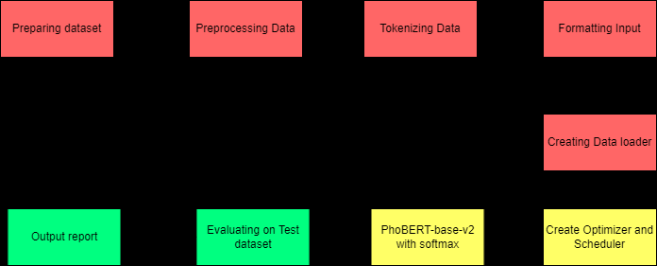 Preparing dataset
Preprocessing Data
Tokenizing Data
Formatting Input
Creating Data loader
Output report
Evaluating on Test
dataset
PhoBERT-base-v2
with softmax
Create Optimizer and
Scheduler